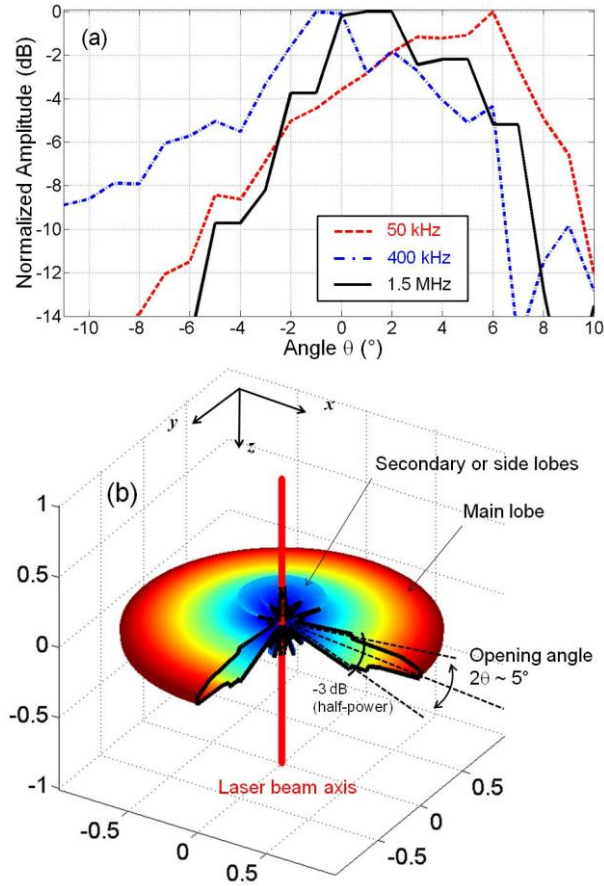 (a)
Normalized Amplitude (dB)
0
-2
-4
-6
-8
-10
-12
-14
50 kHz
400 kHz
1.5 MHz
-10 -8 -6 -4 -2 0 2 4 6 8 10
Angle θ (°)
(b)
x
y
z
Secondary or side lobes
Main lobe
1
0.5
0
-0.5
-1
Opening angle
2θ ~ 5°
-3 dB
(half-power)
Laser beam axis
-0.5
0
0.5
-0.5
0
0.5